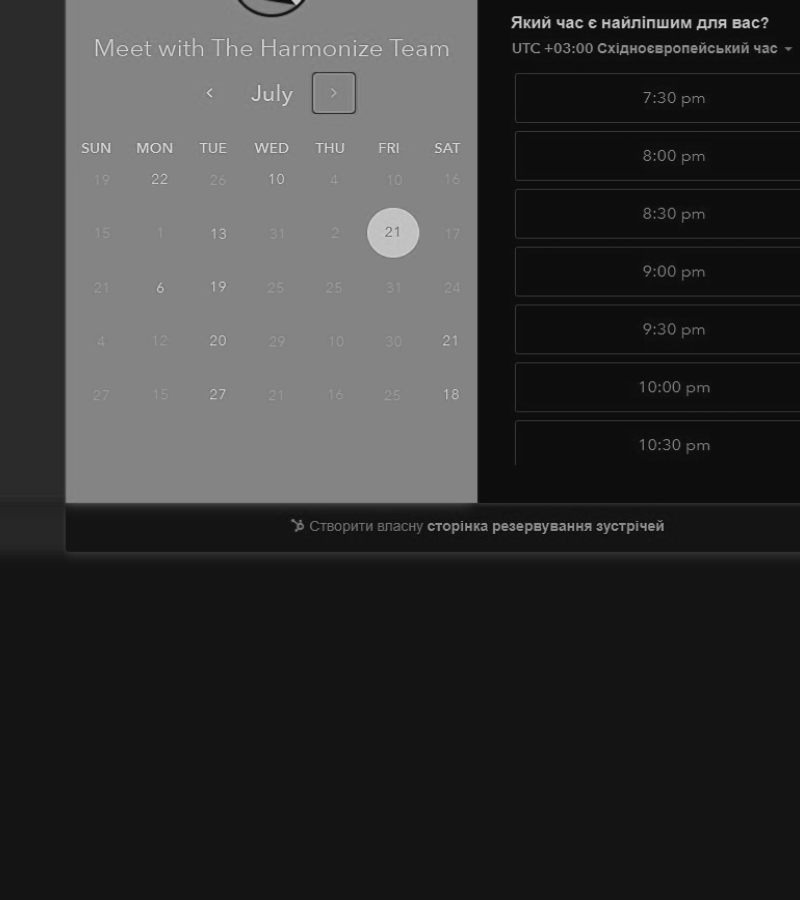 Meet with The Harmonize Team
July
SUN MON TUE WED THU FRI SAT
19 22 26 10 4 10 16
15 1 13 31 2 21 17
21 6 19 25 25 31 24
4 12 20 29 10 30 21
27 15 27 21 16 25 18
Який час є найліпшим для вас?
UTC +03:00 Східноєвропейський час
7:30 pm
8:00 pm
8:30 pm
9:00 pm
9:30 pm
10:00 pm
10:30 pm
Створити власну сторінка резервування зустрічей